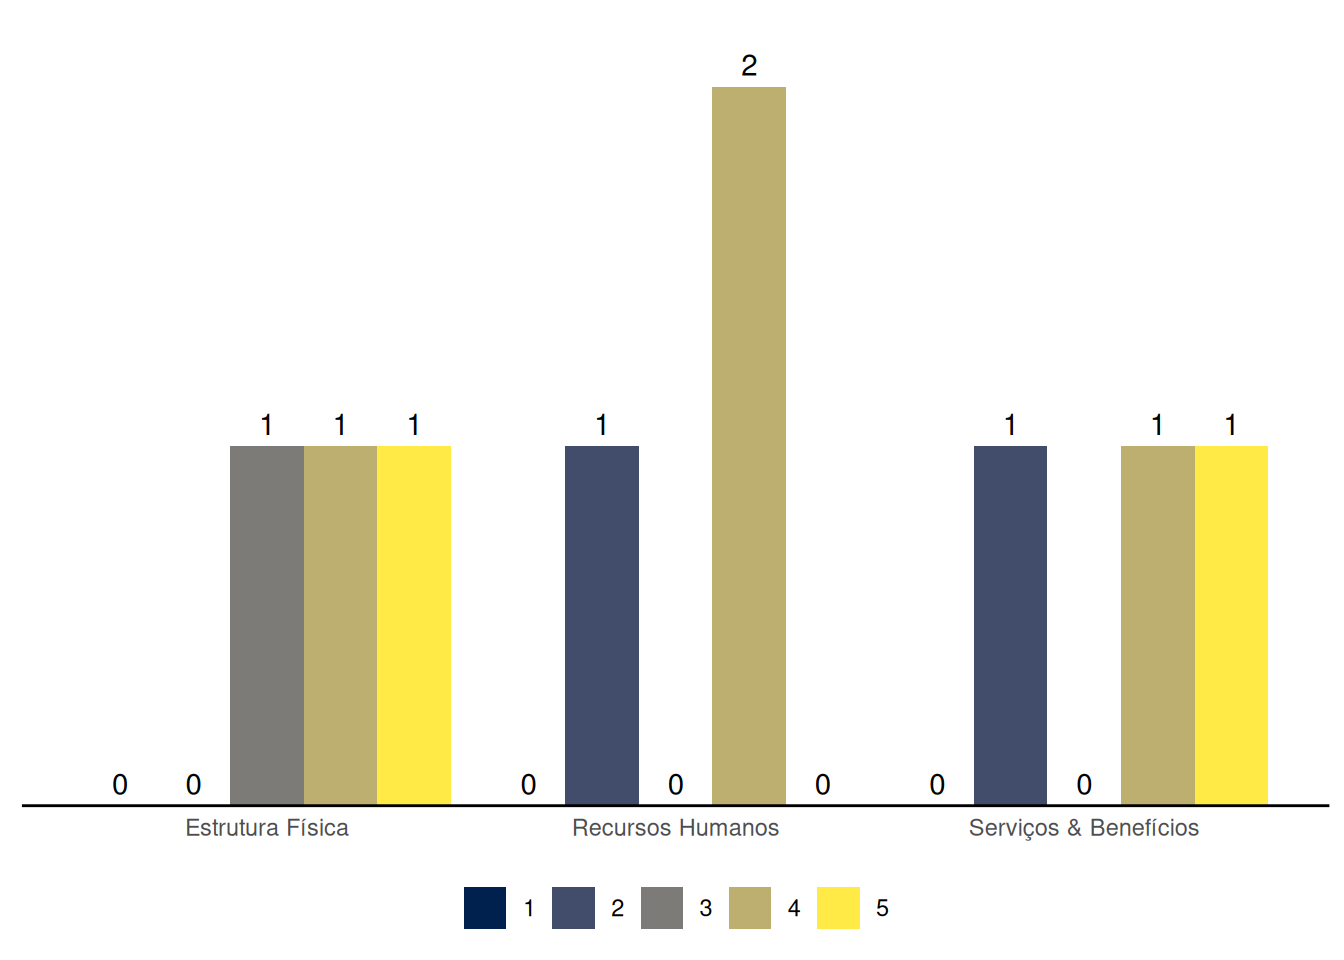 2
1 1 1 1 1 1 1
0 0 0 0 0 0 0
Estrutura Física Recursos Humanos Serviços & Benefícios
1 2 3 4 5